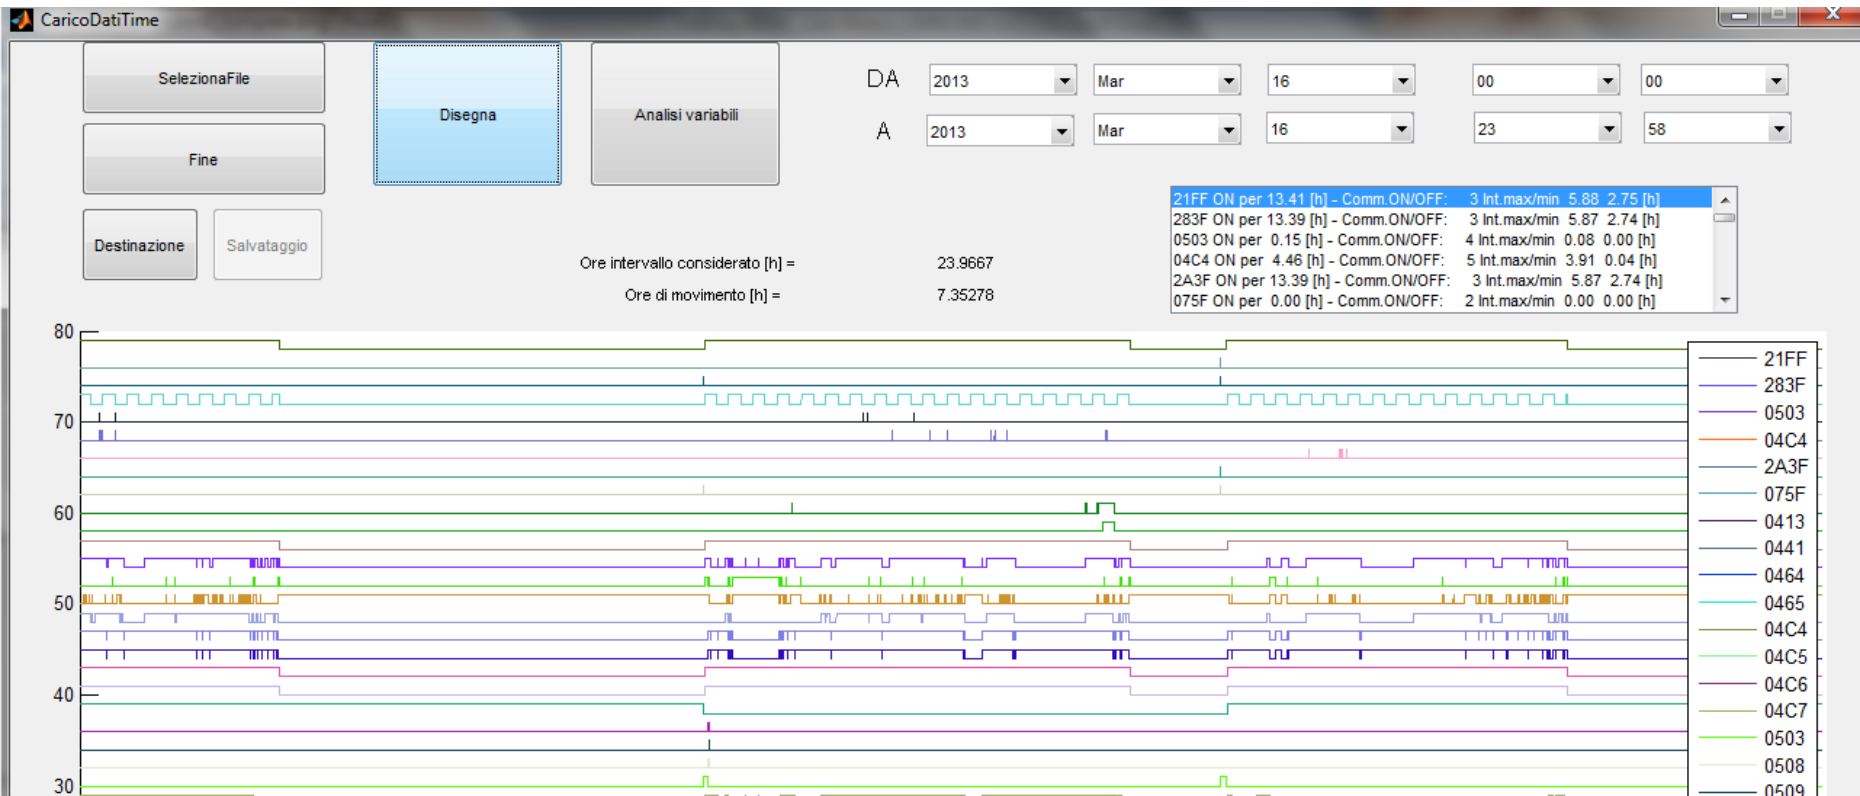 CaricoDatiTime
SelezionaFile
Disegna
Analisi variabili
DA
2013
Mar
16
00
00
A
2013
Mar
16
23
58
Fine
Destinazione
Salvataggio
Ore intervallo considerato [h] =
23.9667
Ore di movimento [h] =
7.35278
21FF ON per 13.41 [h] - Comm.ON/OFF: 3 Int.max/min 5.88 2.75 [h]
283F ON per 13.39 [h] - Comm.ON/OFF: 3 Int.max/min 5.87 2.74 [h]
0503 ON per 0.15 [h] - Comm.ON/OFF: 4 Int.max/min 0.08 0.00 [h]
04C4 ON per 4.46 [h] - Comm.ON/OFF: 5 Int.max/min 3.91 0.04 [h]
2A3F ON per 13.39 [h] - Comm.ON/OFF: 3 Int.max/min 5.87 2.74 [h]
075F ON per 0.00 [h] - Comm.ON/OFF: 2 Int.max/min 0.00 0.00 [h]
80
70
60
50
40
30
21FF
283F
0503
04C4
2A3F
075F
0413
0441
0464
0465
04C4
04C5
04C6
04C7
0503
0508
0509